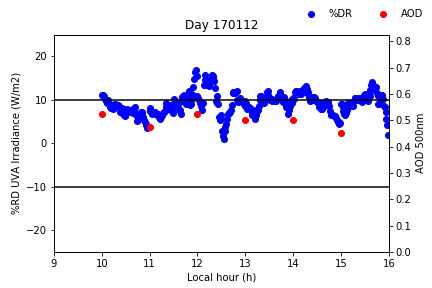 %DR AOD
Day 170112
20
10
0
−10
−20
0.8
0.7
0.6
0.5
0.4
0.3
0.2
0.1
0.0
9 10 11 12 13 14 15 16
Local hour (h)
%RD UVA Irradiance (W/m2)
AOD 500nm